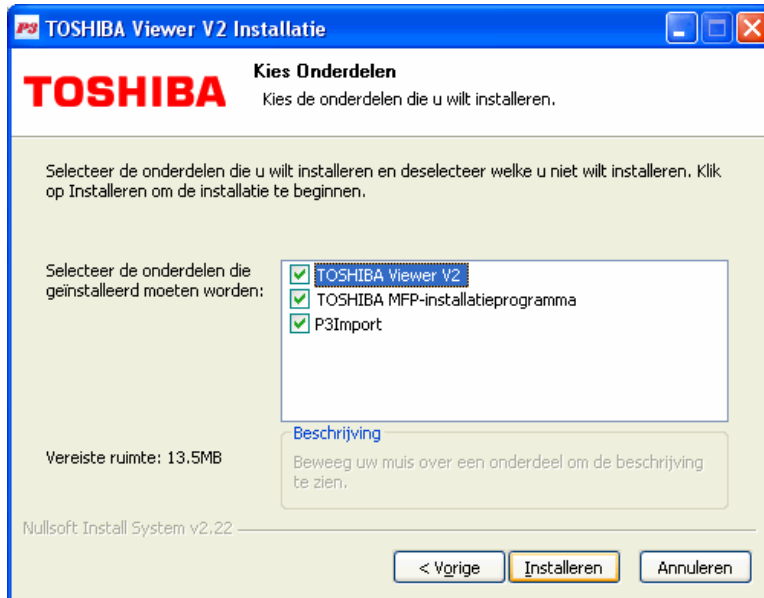 P3 TOSHIBA Viewer V2 Installatie
TOSHIBA
Kies Onderdelen
Kies de onderdelen die u wilt installeren.
Selecteer de onderdelen die u wilt installeren en deselecteer welke u niet wilt installeren. Klik
op Installeren om de installatie te beginnen.
Selecteer de onderdelen die
geïnstalleerd moeten worden:
TOSHIBA Viewer V2
TOSHIBA MFP-installatieprogramma
P3Import
Vereiste ruimte: 13.5MB
Beschrijving
Beweeg uw muis over een onderdeel om de beschrijving
te zien.
Nullsoft Install System v2.22
< Vorige
Installeren
Annuleren